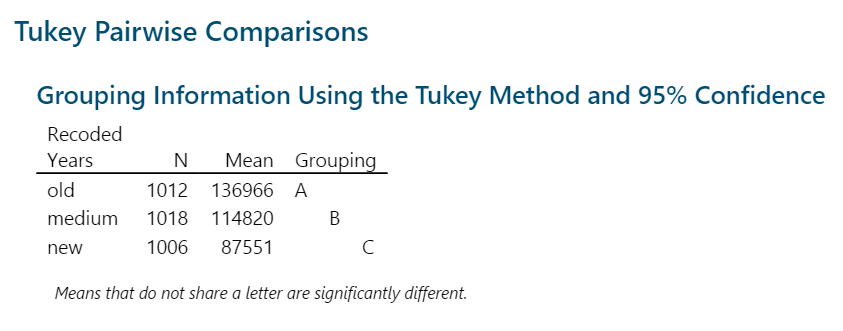 Tukey Pairwise Comparisons
Grouping Information Using the Tukey Method and 95% Confidence
Recoded
Years N Mean Grouping
old 1012 136966 A
medium 1018 114820 B
new 1006 87551 C
Means that do not share a letter are significantly different.